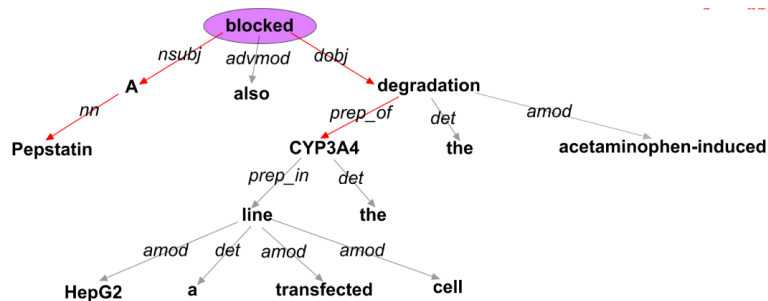 blocked
nsubj advmod dobj
A also degradation
nn prep_of det amod
Pepstatin CYP3A4 the acetaminophen-induced
prep_in det
line the
amod det amod amod
HepG2 a transfected cell